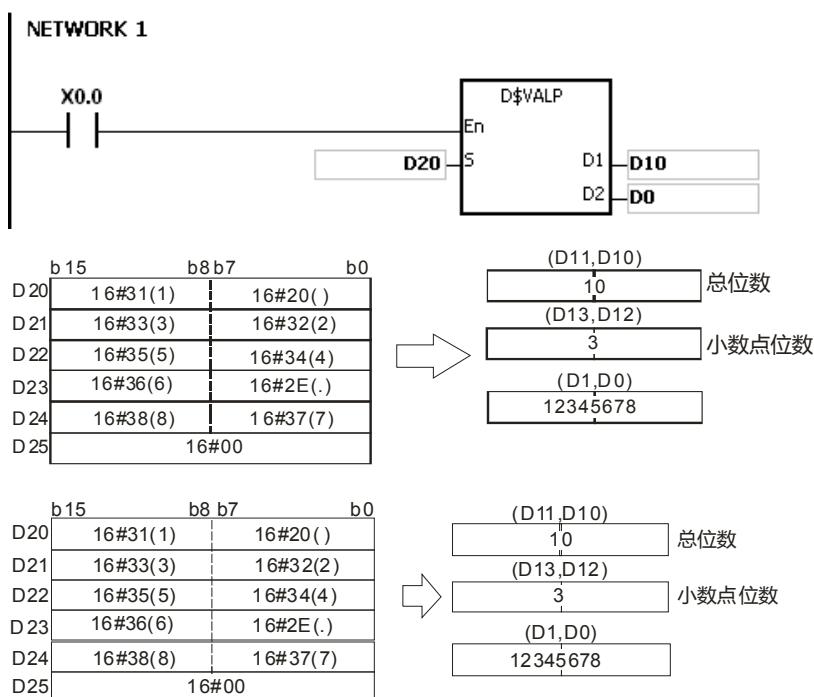 NETWORK 1
X0.0
D$VALP
En
D20 S D1 D10
D2 D0
b15 b8 b7 b0
D20 16#31(1) 16#20( )
D21 16#33(3) 16#32(2)
D22 16#35(5) 16#34(4)
D23 16#36(6) 16#2E(.)
D24 16#38(8) 16#37(7)
D25 16#00
(D11,D10)
10 总位数
(D13,D12)
3 小数点位数
(D1,D0)
12345678
b15 b8 b7 b0
D20 16#31(1) 16#20( )
D21 16#33(3) 16#32(2)
D22 16#35(5) 16#34(4)
D23 16#36(6) 16#2E(.)
D24 16#38(8) 16#37(7)
D25 16#00
(D11,D10)
10 总位数
(D13,D12)
3 小数点位数
(D1,D0)
12345678